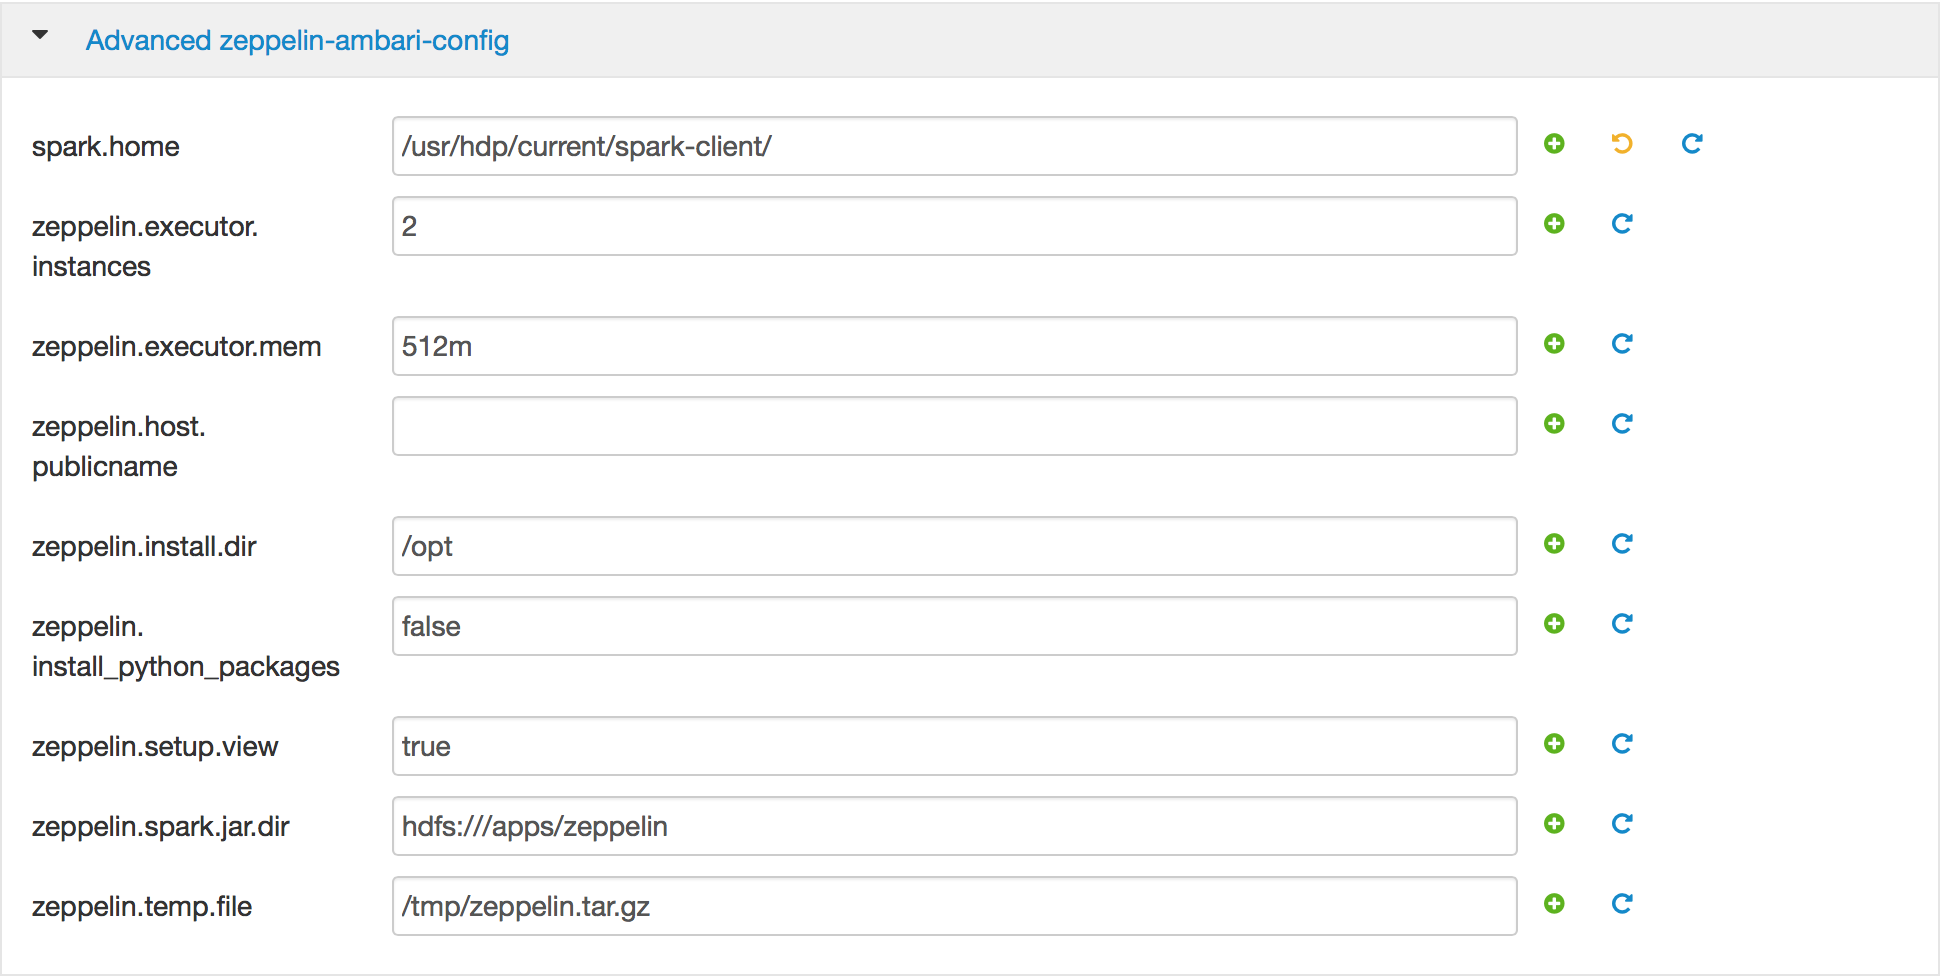 Advanced zeppelin-ambari-config
spark.home
/usr/hdp/current/spark-client/
zeppelin.executor.
instances
2
zeppelin.executor.mem
512m
zeppelin.host.
publicname
zeppelin.install.dir
/opt
zeppelin.
install_python_packages
false
zeppelin.setup.view
true
zeppelin.spark.jar.dir
hdfs:///apps/zeppelin
zeppelin.temp.file
/tmp/zeppelin.tar.gz